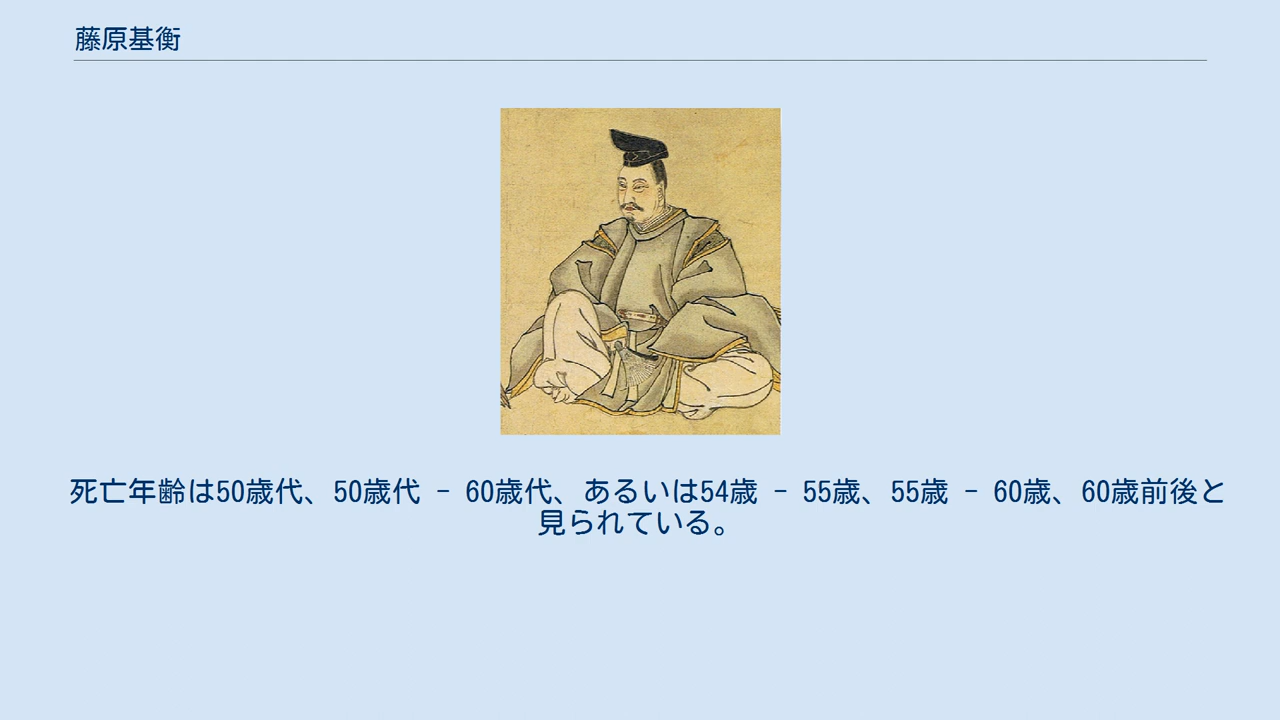 藤原基衡
死亡年齢は50歳代、50歳代 - 60歳代、あるいは54歳 - 55歳、55歳 - 60歳、60歳前後と
見られている。